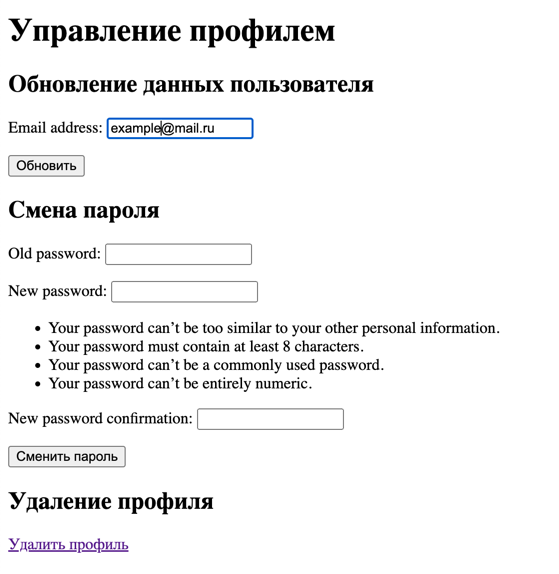 Управление профилем
Обновление данных пользователя
Email address: example@mail.ru
Обновить
Смена пароля
Old password:
New password:
• Your password can’t be too similar to your other personal information.
• Your password must contain at least 8 characters.
• Your password can’t be a commonly used password.
• Your password can’t be entirely numeric.
New password confirmation:
Сменить пароль
Удаление профиля
Удалить профиль